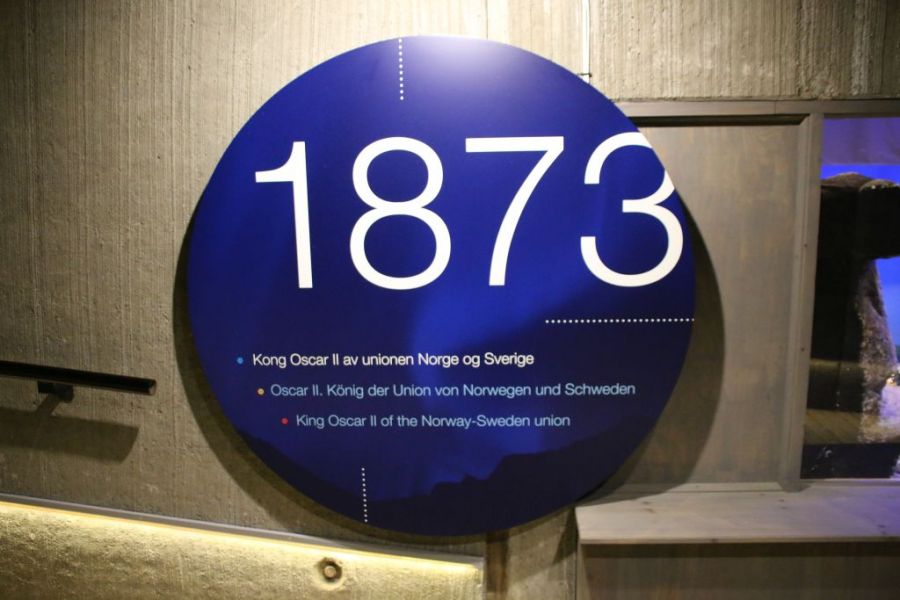 1873
Kong Oscar II av unionen Norge og Sverige
Oscar II. König der Union von Norwegen und Schweden
King Oscar II of the Norway-Sweden union